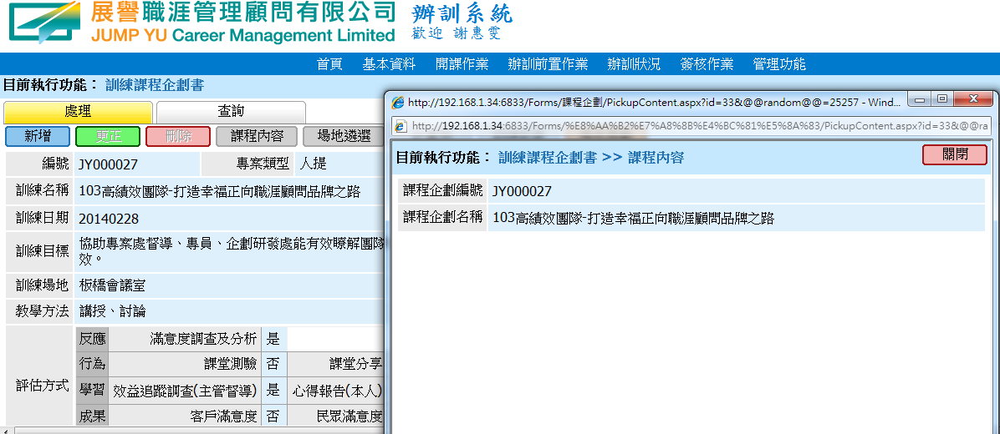 展譽職涯管理顧問有限公司
JUMP YU Career Management Limited
辦訓系統
歡迎 謝惠雯
首頁 基本資料 開課作業 辦訓前置作業 辦訓狀況 簽核作業 管理功能
目前執行功能： 訓練課程企劃書
處理 查詢
新增 更正 刪除 課程內容 場地遴選
編號 JY000027 專案類型 人提
訓練名稱 103高績效團隊-打造幸福正向職涯顧問品牌之路
訓練日期 20140228
訓練目標 協助專案處督導、專員、企劃研發處能有效瞭解團隊
效。
訓練場地 板橋會議室
教學方法 講授、討論
評估方式
反應 滿意度調查及分析 是
行為 課堂測驗 否 課堂分享
學習 效益追蹤調查(主管督導) 是 心得報告(本人)
成果 客戶滿意度 否 民眾滿意度
http://192.168.1.34:6833/Forms/課程企劃/PickupContent.aspx?id=33&@@random@@=25257 - Wind...
http://192.168.1.34:6833/Forms/%E8%AA%B2%E7%A8%8B%E4%BC%81%E5%8A%83/PickupContent.aspx?id=33&@@ra
目前執行功能： 訓練課程企劃書 >> 課程內容
關閉
課程企劃編號 JY000027
課程企劃名稱 103高績效團隊-打造幸福正向職涯顧問品牌之路